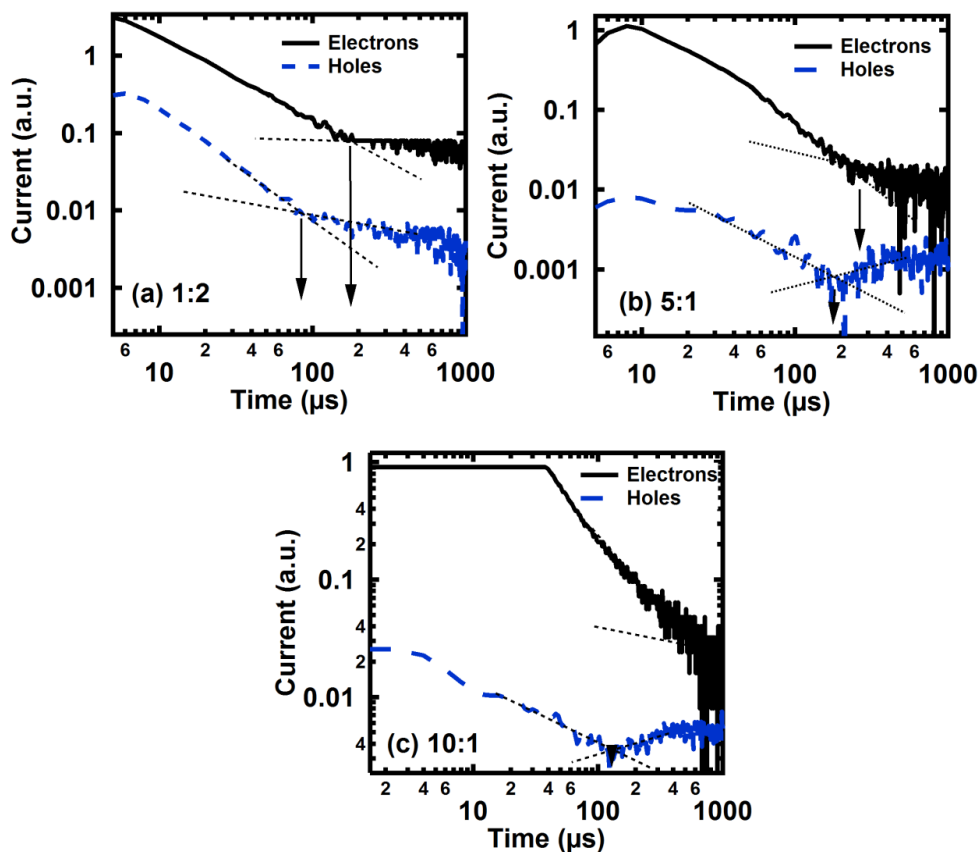 Electrons
Holes
1
0.1
0.01
0.001
Current (a.u.)
(a) 1:2
6 2 4 6 2 4 6
10 100 1000
Time (µs)
Electrons
Holes
1
0.1
0.01
0.001
Current (a.u.)
(b) 5:1
6 2 4 6 2 4 6
10 100 1000
Time (µs)
Electrons
Holes
1
4
2
0.1
4
2
0.01
4
Current (a.u.)
(c) 10:1
2 4 6 2 4 6 2 4 6
10 100 1000
Time (µs)